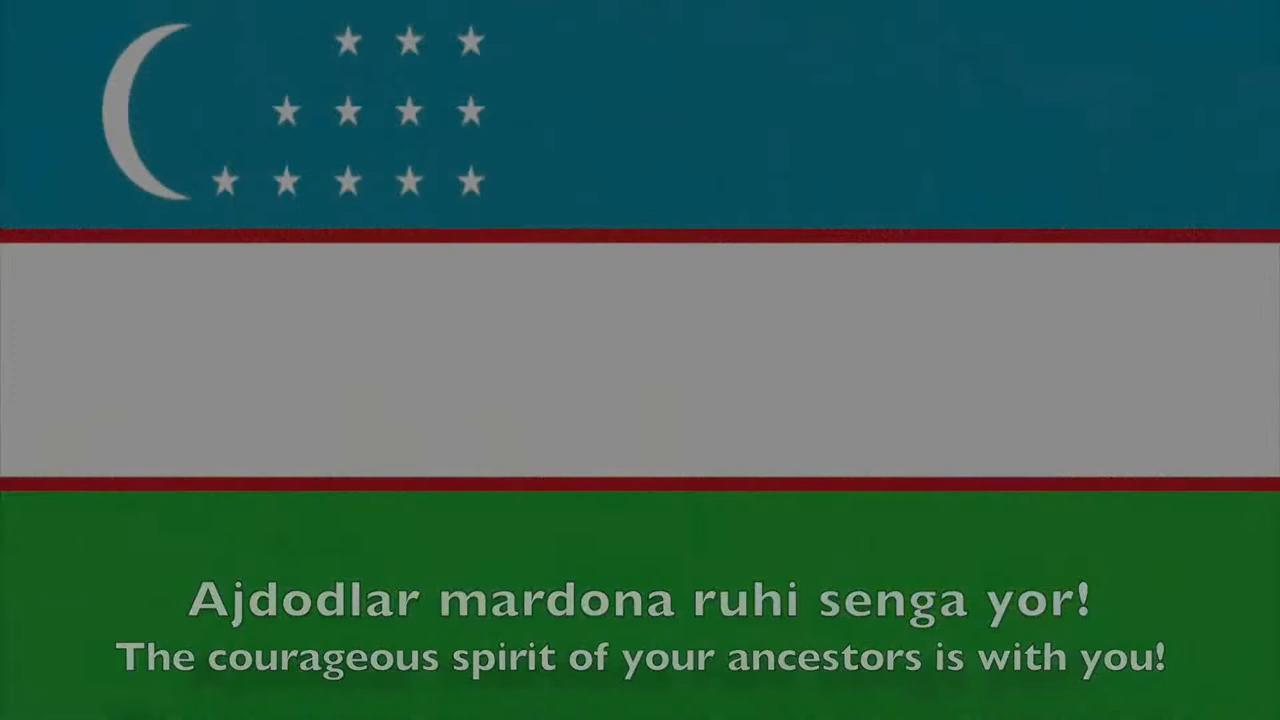 Ajdodlar mardona ruhi senga yor!
The courageous spirit of your ancestors is with you!